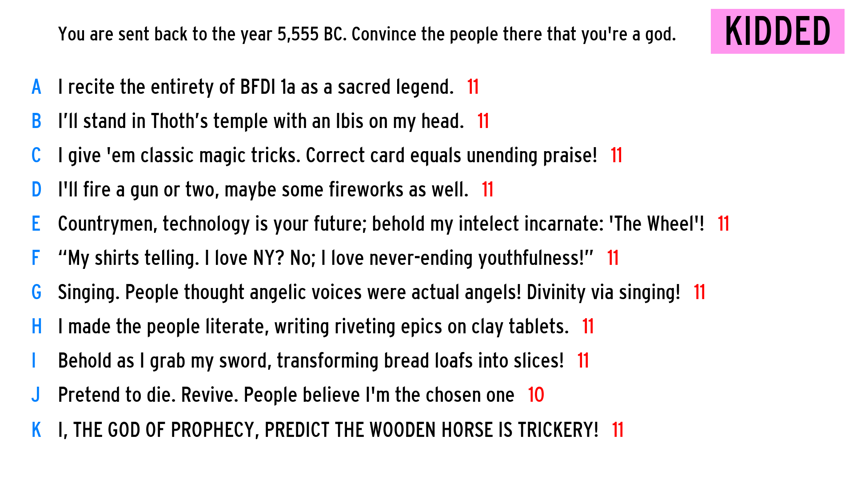 You are sent back to the year 5,555 BC. Convince the people there that you're a god.
KIDDED
A I recite the entirety of BFDI 1a as a sacred legend. 11
B I’ll stand in Thoth’s temple with an Ibis on my head. 11
C I give 'em classic magic tricks. Correct card equals unending praise! 11
D I'll fire a gun or two, maybe some fireworks as well. 11
E Countrymen, technology is your future; behold my intelect incarnate: 'The Wheel'! 11
F “My shirts telling. I love NY? No; I love never-ending youthfulness!” 11
G Singing. People thought angelic voices were actual angels! Divinity via singing! 11
H I made the people literate, writing riveting epics on clay tablets. 11
I Behold as I grab my sword, transforming bread loafs into slices! 11
J Pretend to die. Revive. People believe I'm the chosen one 10
K I, THE GOD OF PROPHECY, PREDICT THE WOODEN HORSE IS TRICKERY! 11